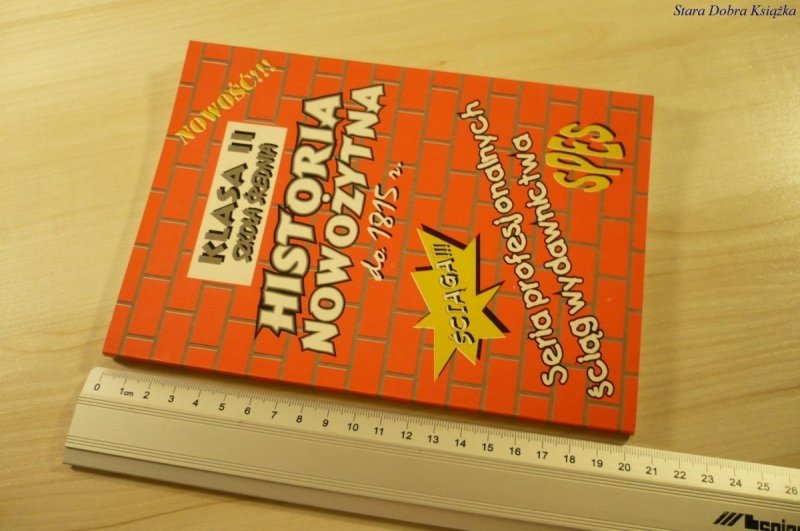 Stara Dobra Książka
NOWOŚĆ!!!
KLASA II
SZKOŁA ŚREDNIA
HISTORIA
NOWOŻYTNA
do 1815 r.
ŚCIĄGA!!!
Seria profesjonalnych
ściąg wydawnictwa
SPES
0 1cm 2 3 4 5 6 7 8 9 10 11 12 13 14 15 16 17 18 19 20 21 22 23 24 25 26